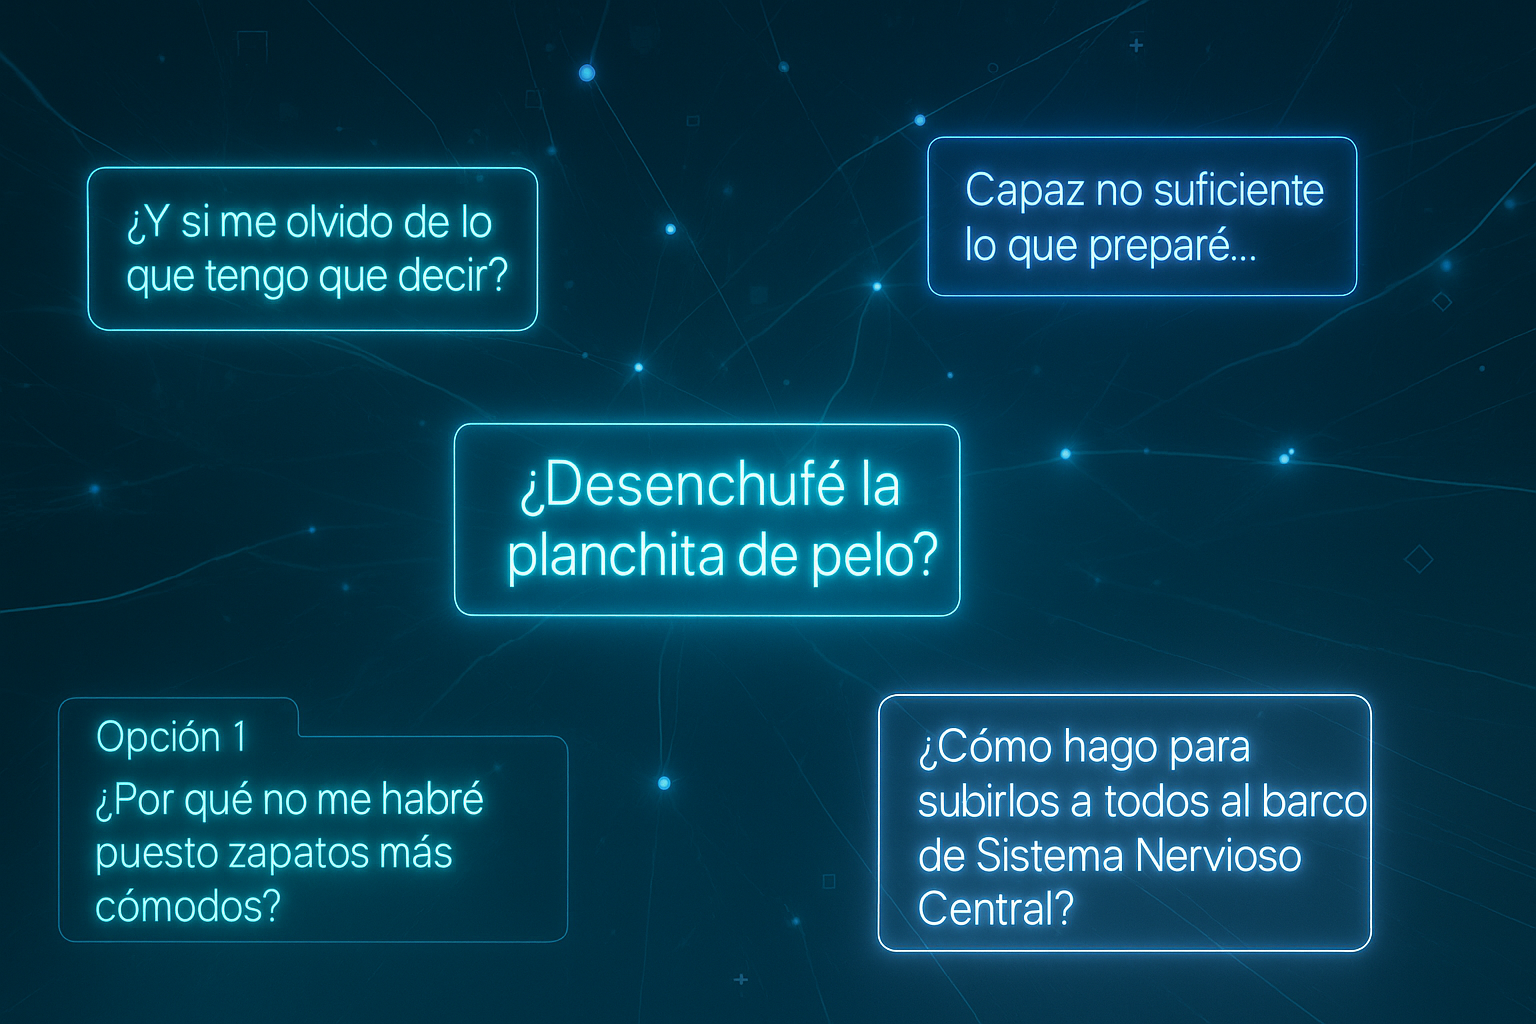 ¿Y si me olvido de lo
que tengo que decir?
Capaz no suficiente
lo que preparé...
¿Desenchufé la
planchita de pelo?
Opción 1
¿Por qué no me habré
puesto zapatos más
cómodos?
¿Cómo hago para
subirlos a todos al barco
de Sistema Nervioso
Central?